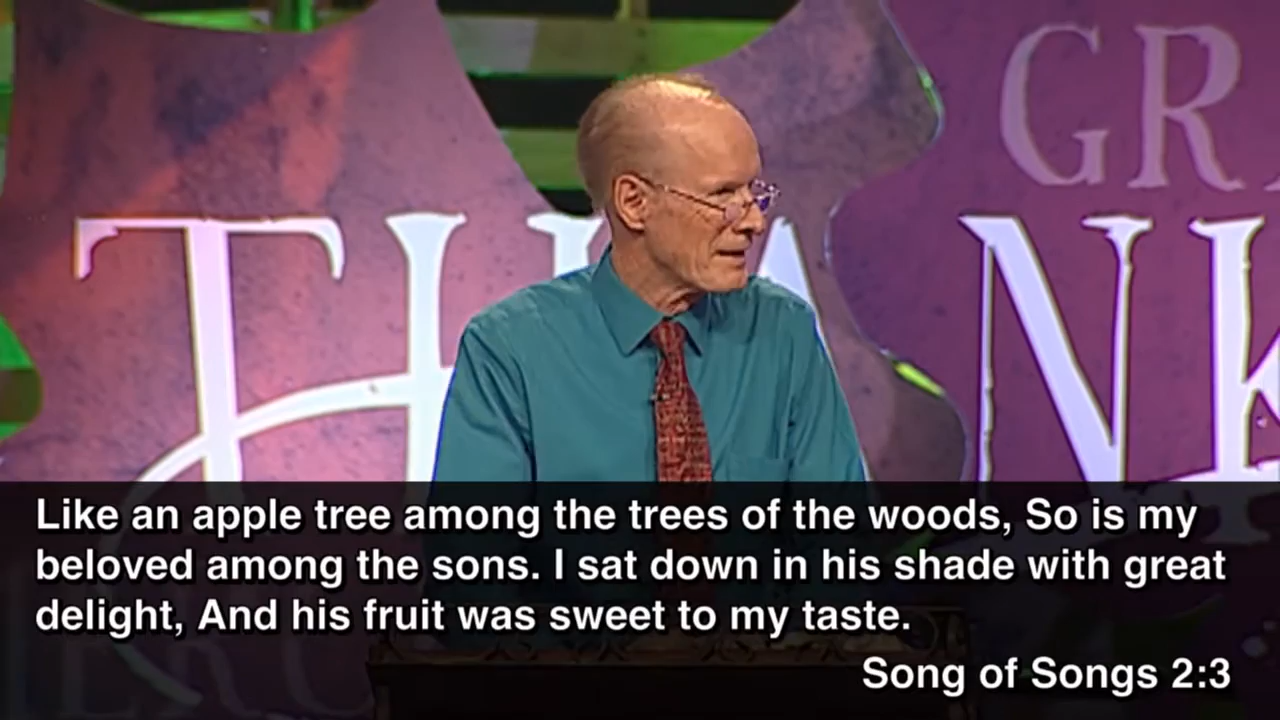 GR
THANK
Like an apple tree among the trees of the woods, So is my
beloved among the sons. I sat down in his shade with great
delight, And his fruit was sweet to my taste.
Song of Songs 2:3